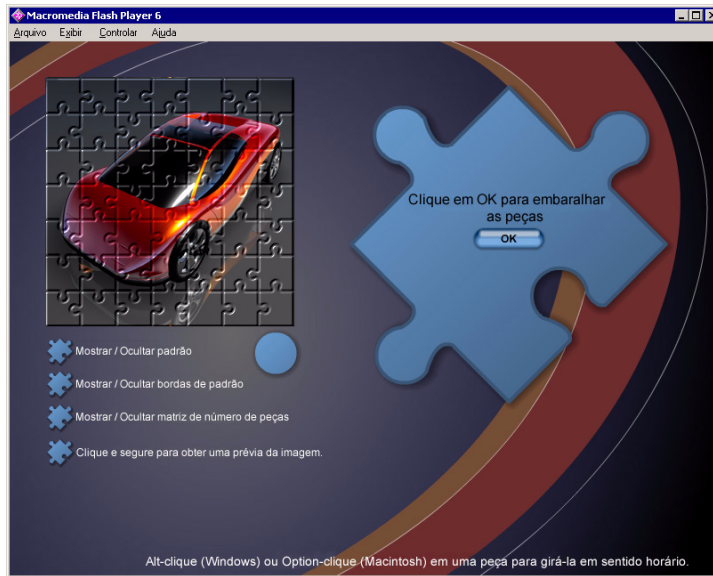 Macromedia Flash Player 6
Arquivo Exibir Controlar Ajuda
Clique em OK para embaralhar
as peças
OK
Mostrar / Ocultar padrão
Mostrar / Ocultar bordas de padrão
Mostrar / Ocultar matriz de número de peças
Clique e segure para obter uma prévia da imagem.
Alt-clique (Windows) ou Option-clique (Macintosh) em uma peça para girá-la em sentido horário.